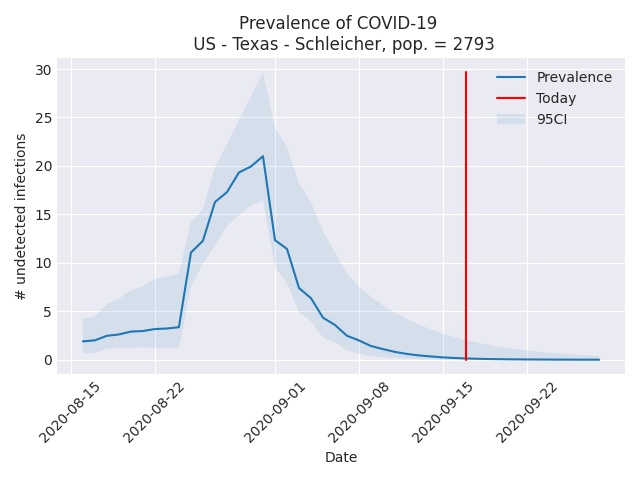 Prevalence of COVID-19
US - Texas - Schleicher, pop. = 2793
30
25
20
15
10
5
0
# undetected infections
Prevalence
Today
95CI
2020-08-15
2020-08-22
2020-09-01
2020-09-08
2020-09-15
2020-09-22
Date